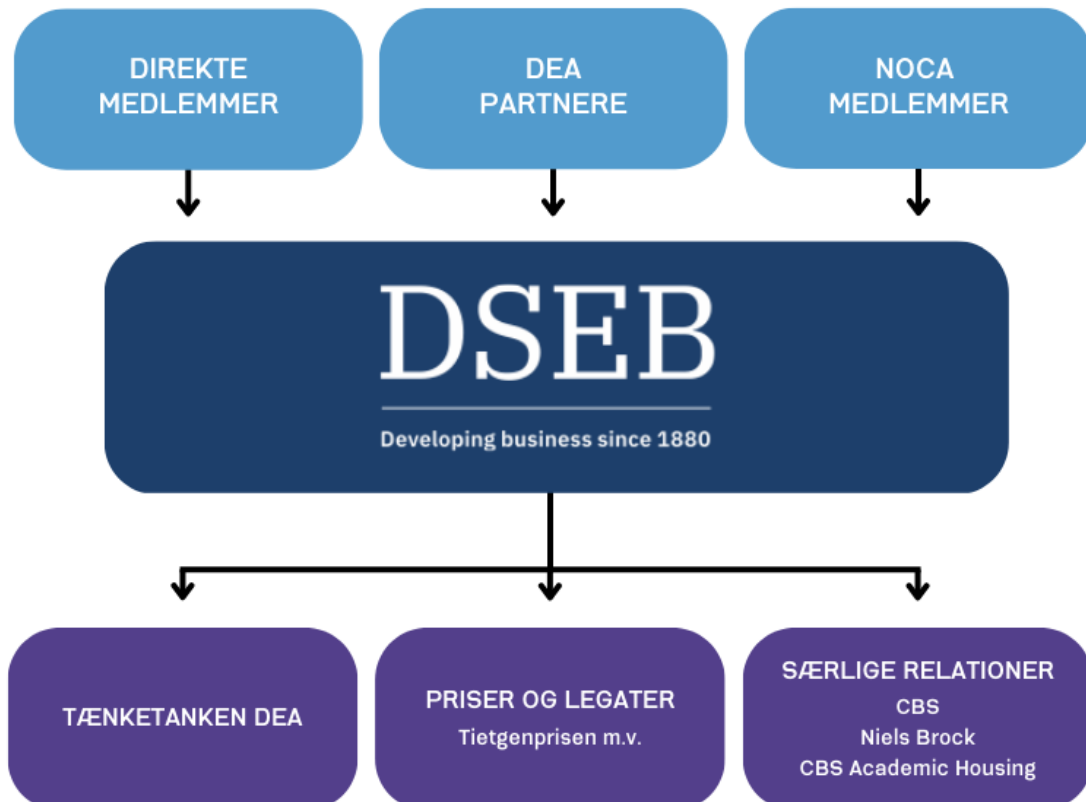 DIREKTE
MEDLEMMER
DEA
PARTNERE
NOCA
MEDLEMMER
DSEB
Developing business since 1880
TÆNKETANKEN DEA
PRISER OG LEGATER
Tietgenprisen m.v.
SÆRLIGE RELATIONER
CBS
Niels Brock
CBS Academic Housing